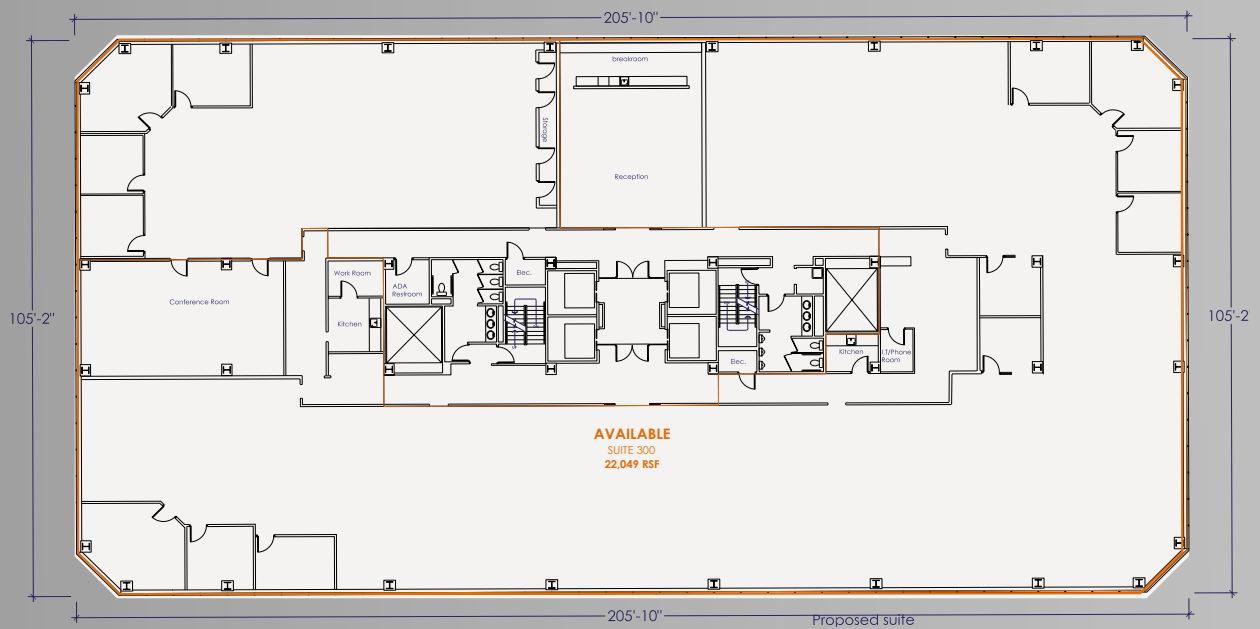 205'-10"
breakroom
Storage
Reception
Work Room
ADA
Restroom
Elec.
Conference Room
Kitchen
105'-2"
105'-2
Elec.
Kitchen
I.T/Phone
Room
AVAILABLE
SUITE 300
22,049 RSF
205'-10"
Proposed suite